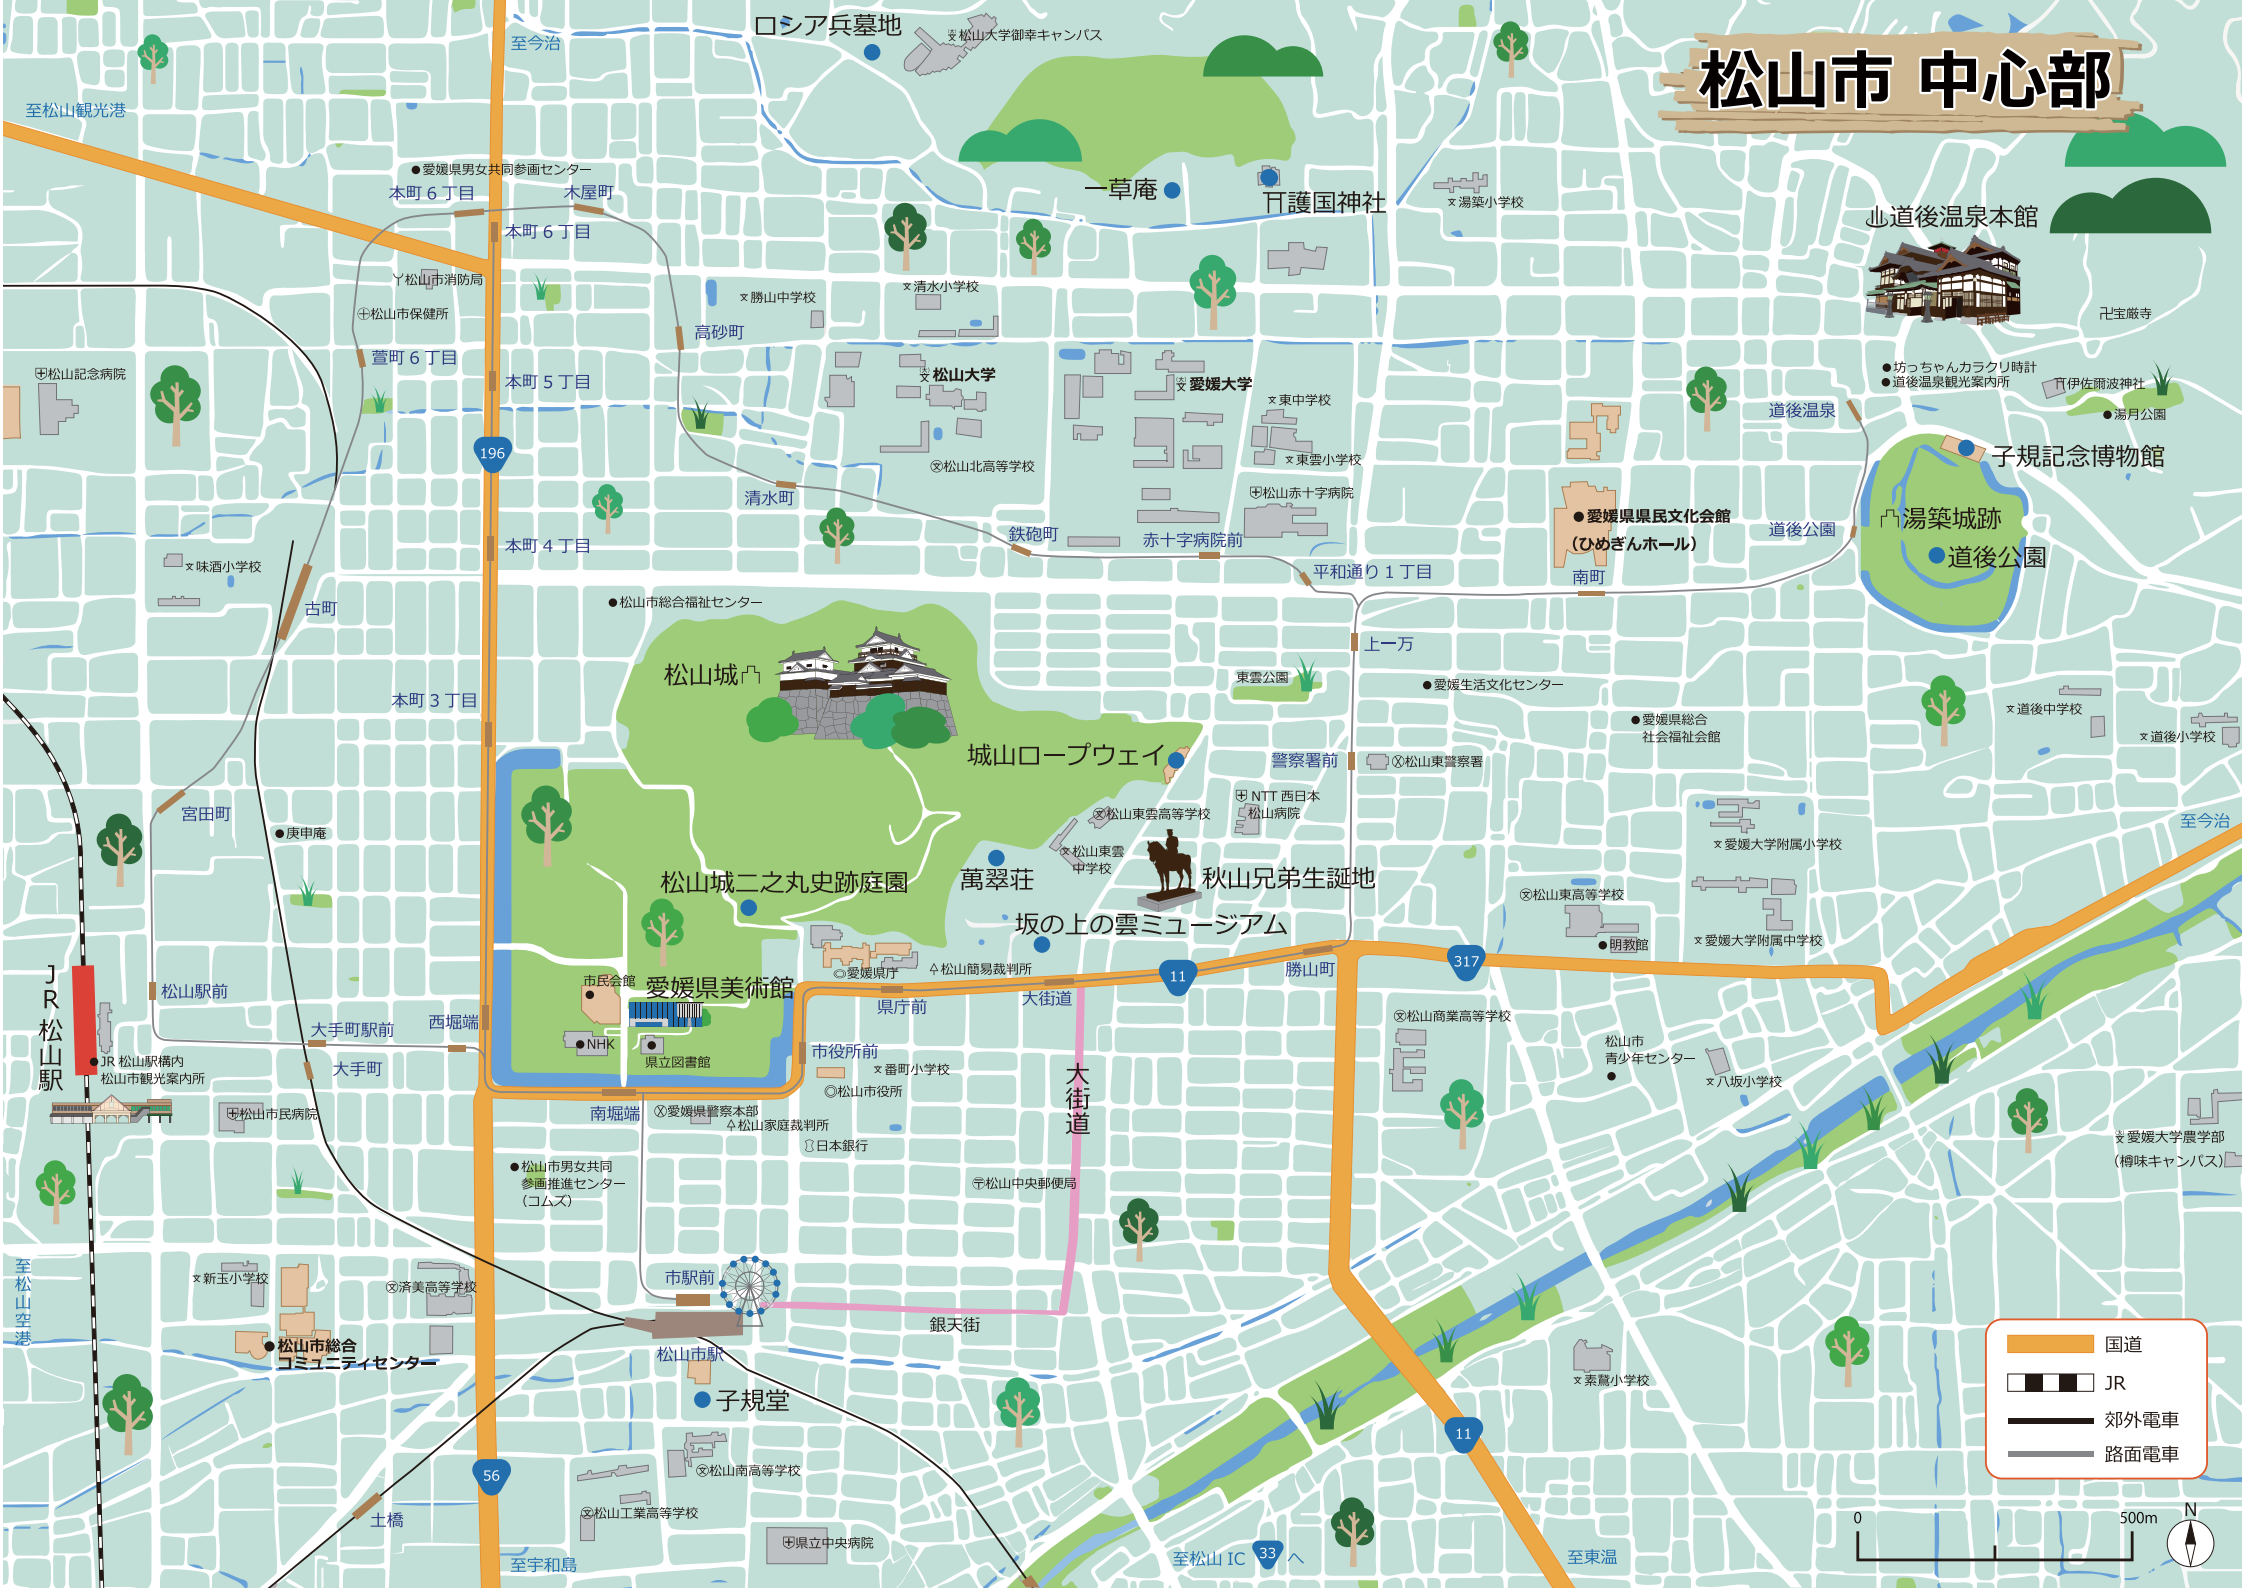 松山市 中心部
ロシア兵墓地
松山大学御幸キャンパス
至今治
至松山観光港
愛媛県男女共同参画センター
本町6丁目
木屋町
本町6丁目
一草庵
護国神社
湯築小学校
道後温泉本館
松山市消防局
松山市保健所
勝山中学校
清水小学校
宝厳寺
高砂町
萱町6丁目
松山記念病院
本町5丁目
松山大学
愛媛大学
東中学校
坊っちゃんカラクリ時計
道後温泉観光案内所
伊佐爾波神社
湯月公園
道後温泉
196
松山北高等学校
東雲小学校
子規記念博物館
清水町
松山赤十字病院
愛媛県県民文化会館
(ひめぎんホール)
湯築城跡
道後公園
道後公園
鉄砲町
赤十字病院前
本町4丁目
味酒小学校
平和通り1丁目
南町
古町
松山市総合福祉センター
上一万
松山城
東雲公園
愛媛生活文化センター
本町3丁目
道後中学校
愛媛県総合
社会福祉会館
道後小学校
城山ロープウェイ
警察署前
松山東警察署
宮田町
庚申庵
松山東雲高等学校
NTT 西日本
松山病院
至今治
松山東雲
中学校
愛媛大学附属小学校
松山城二之丸史跡庭園
萬翠荘
秋山兄弟生誕地
松山東高等学校
坂の上の雲ミュージアム
明教館
愛媛大学附属中学校
JR松山駅
松山駅前
市民会館
愛媛県美術館
愛媛県庁
松山簡易裁判所
11
勝山町
317
県庁前
大街道
西堀端
大手町駅前
大手町
NHK
県立図書館
市役所前
番町小学校
松山市役所
松山商業高等学校
松山市
青少年センター
八坂小学校
JR 松山駅構内
松山市観光案内所
松山市民病院
南堀端
愛媛県警察本部
松山家庭裁判所
日本銀行
大街道
愛媛大学農学部
(樽味キャンパス)
松山市男女共同
参画推進センター
(コムズ)
松山中央郵便局
至松山空港
新玉小学校
済美高等学校
市駅前
銀天街
松山市総合
コミュニティセンター
松山市駅
子規堂
素鵞小学校
国道
JR
郊外電車
路面電車
11
56
松山南高等学校
松山工業高等学校
土橋
県立中央病院
至宇和島
至松山 IC 33 へ
至東温
0
500m
N